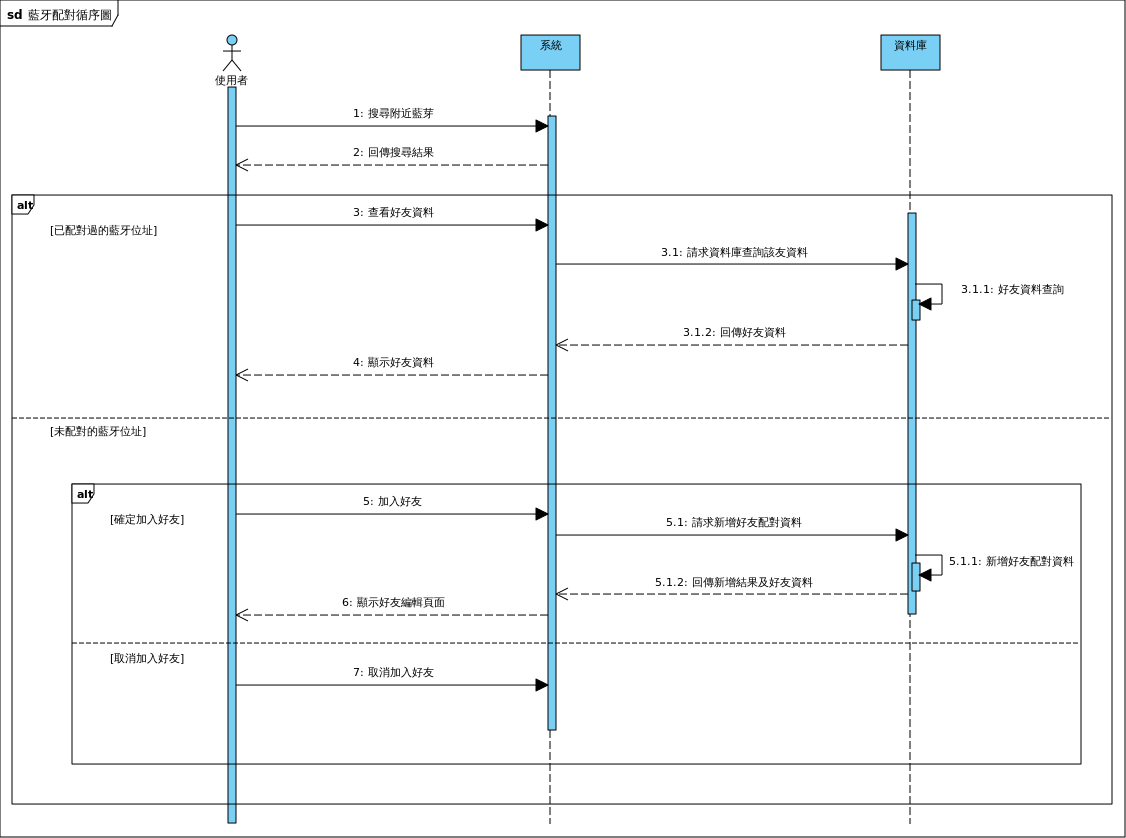 sd 藍牙配對循序圖
使用者
系統
資料庫
1: 搜尋附近藍芽
2: 回傳搜尋結果
alt
3: 查看好友資料
[已配對過的藍牙位址]
3.1: 請求資料庫查詢該友資料
3.1.1: 好友資料查詢
3.1.2: 回傳好友資料
4: 顯示好友資料
[未配對的藍牙位址]
alt
5: 加入好友
[確定加入好友]
5.1: 請求新增好友配對資料
5.1.1: 新增好友配對資料
5.1.2: 回傳新增結果及好友資料
6: 顯示好友編輯頁面
[取消加入好友]
7: 取消加入好友